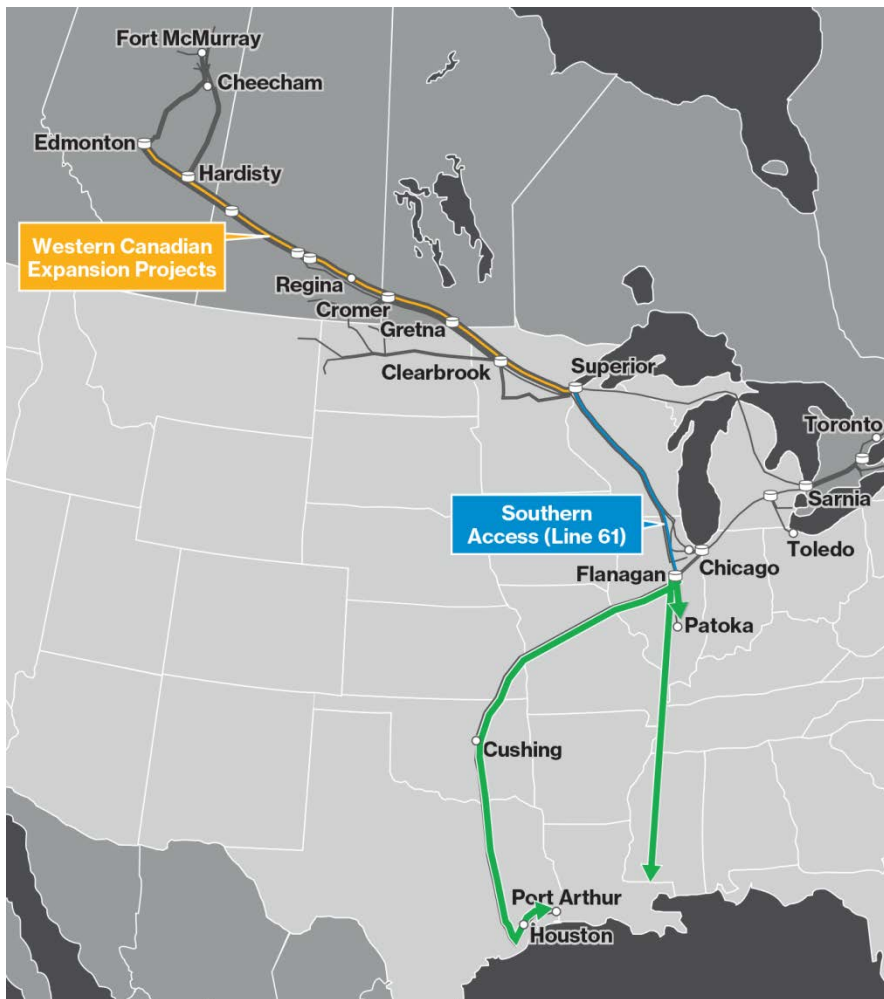 Fort McMurray
Cheecham
Edmonton
Hardisty
Western Canadian
Expansion Projects
Regina
Cromer
Gretna
Clearbrook
Superior
Toronto
Sarnia
Southern
Access (Line 61)
Toledo
Flanagan
Chicago
Patoka
Cushing
Port Arthur
Houston